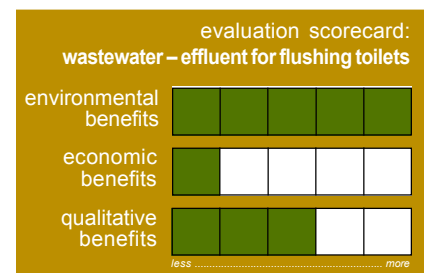 evaluation scorecard:
wastewater – effluent for flushing toilets
environmental
benefits
economic
benefits
qualitative
benefits
less ................................................................ more